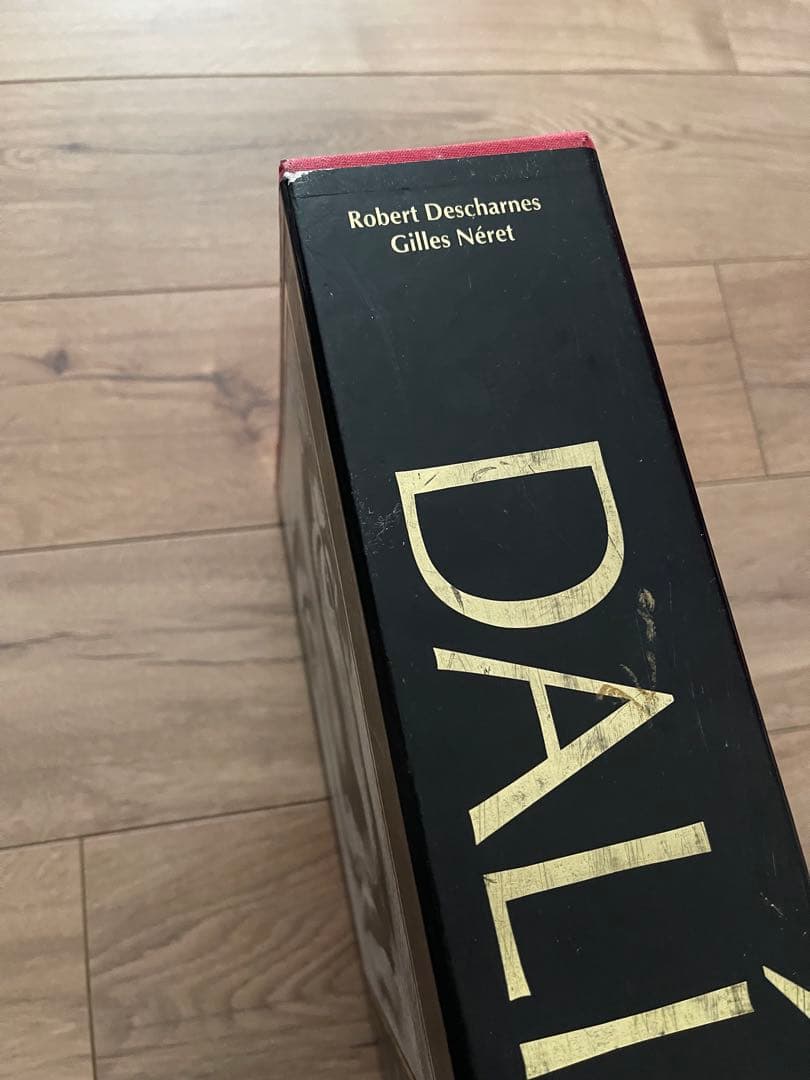 Robert Descharnes
Gilles Néret
DALÍ